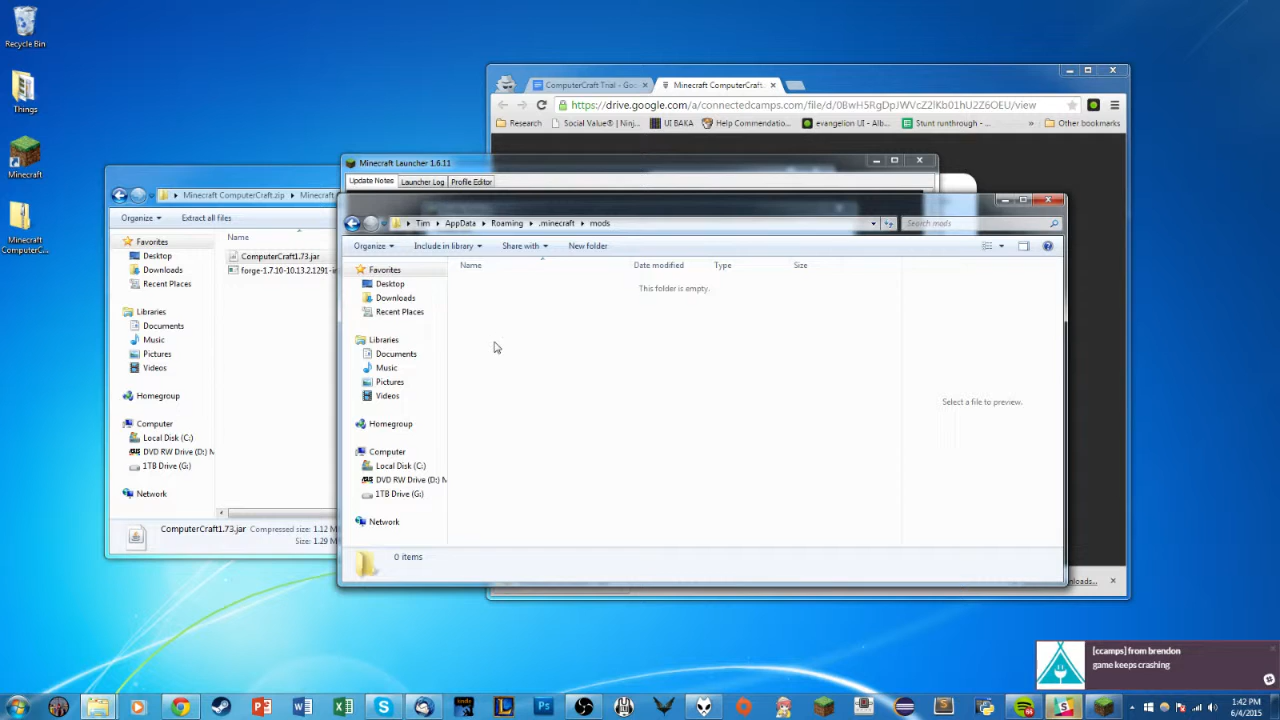 Recycle Bin
Things
Minecraft
Minecraft
ComputerC...
ComputerCraft Trial - Goo
Minecraft ComputerCraft.
https://drive.google.com/a/connectedcamps.com/file/d/0BwH5RgDpJWVcZ2lKb01hU2Z6OEU/view
Research
Social Value® | Ninj...
UI BAKA
Help Commendatio...
evangelion UI - Alb...
Stunt runthrough - ...
»
Other bookmarks
Minecraft Launcher 1.6.11
Update Notes
Launcher Log
Profile Editor
Minecraft ComputerCraft.zip
Minecraft
Organize
Extract all files
Name
Favorites
Desktop
Downloads
Recent Places
Libraries
Documents
Music
Pictures
Videos
Homegroup
Computer
Local Disk (C:)
DVD RW Drive (D:) M
1TB Drive (G:)
Network
ComputerCraft1.73.jar
forge-1.7.10-10.13.2.1291-in
ComputerCraft1.73.jar
Compressed size: 1.12 M
Size: 1.29 M
Tim
AppData
Roaming
.minecraft
mods
Search mods
Organize
Include in library
Share with
New folder
Name
Date modified
Type
Size
This folder is empty.
Favorites
Desktop
Downloads
Recent Places
Libraries
Documents
Music
Pictures
Videos
Homegroup
Computer
Local Disk (C:)
DVD RW Drive (D:) M
1TB Drive (G:)
Network
Select a file to preview.
0 items
[ccamps] from brendon
game keeps crashing
1:42 PM
6/4/2015